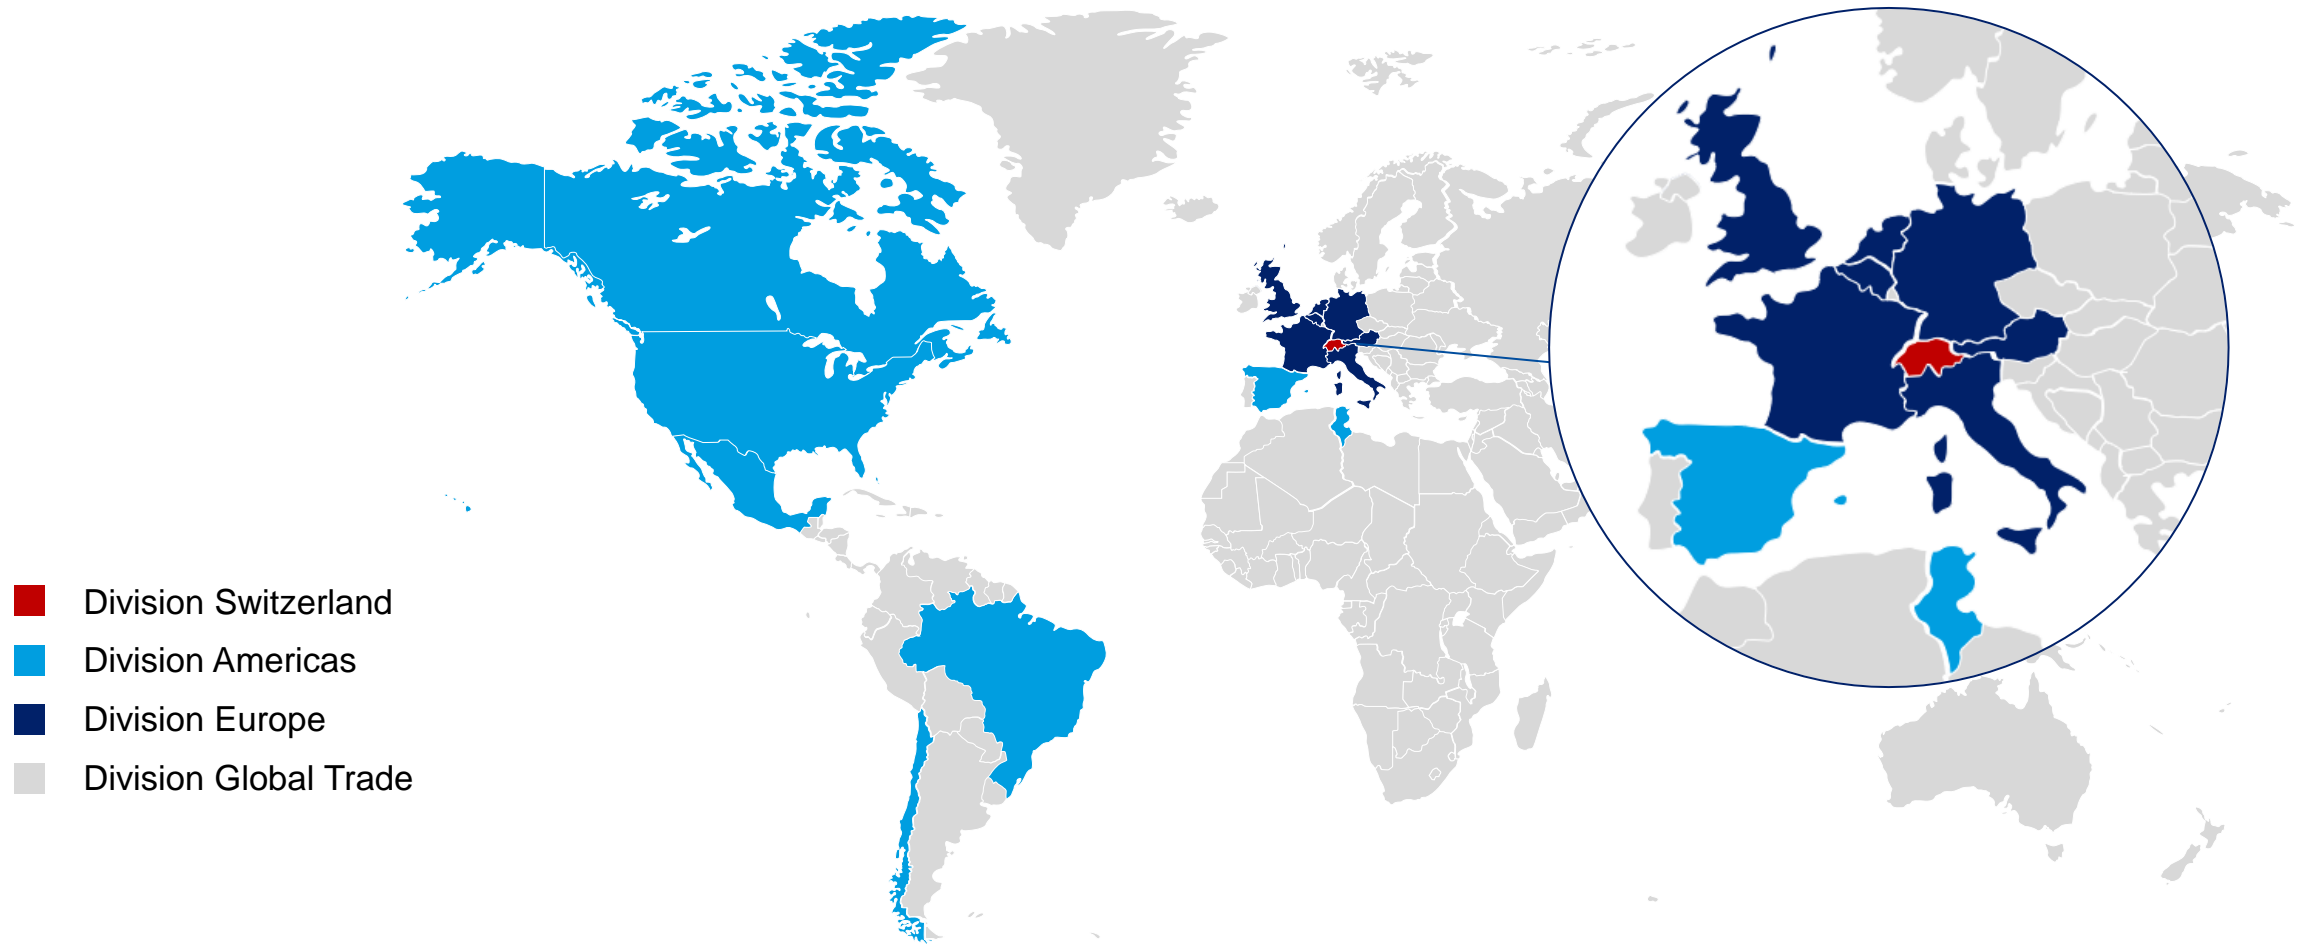 Division Switzerland
Division Americas
Division Europe
Division Global Trade